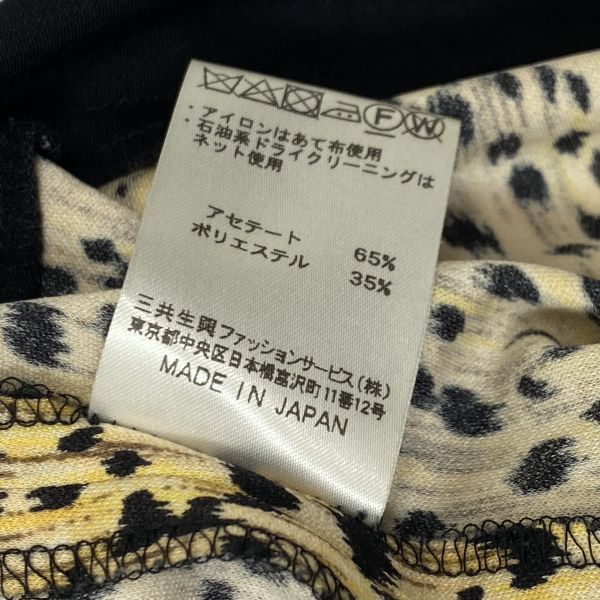 F W
・アイロンはあて布使用
・石油系ドライクリーニングは
ネット使用
アセテート 65%
ポリエステル 35%
三共生興ファッションサービス(株)
東京都中央区日本橋富沢町11番12号
MADE IN JAPAN